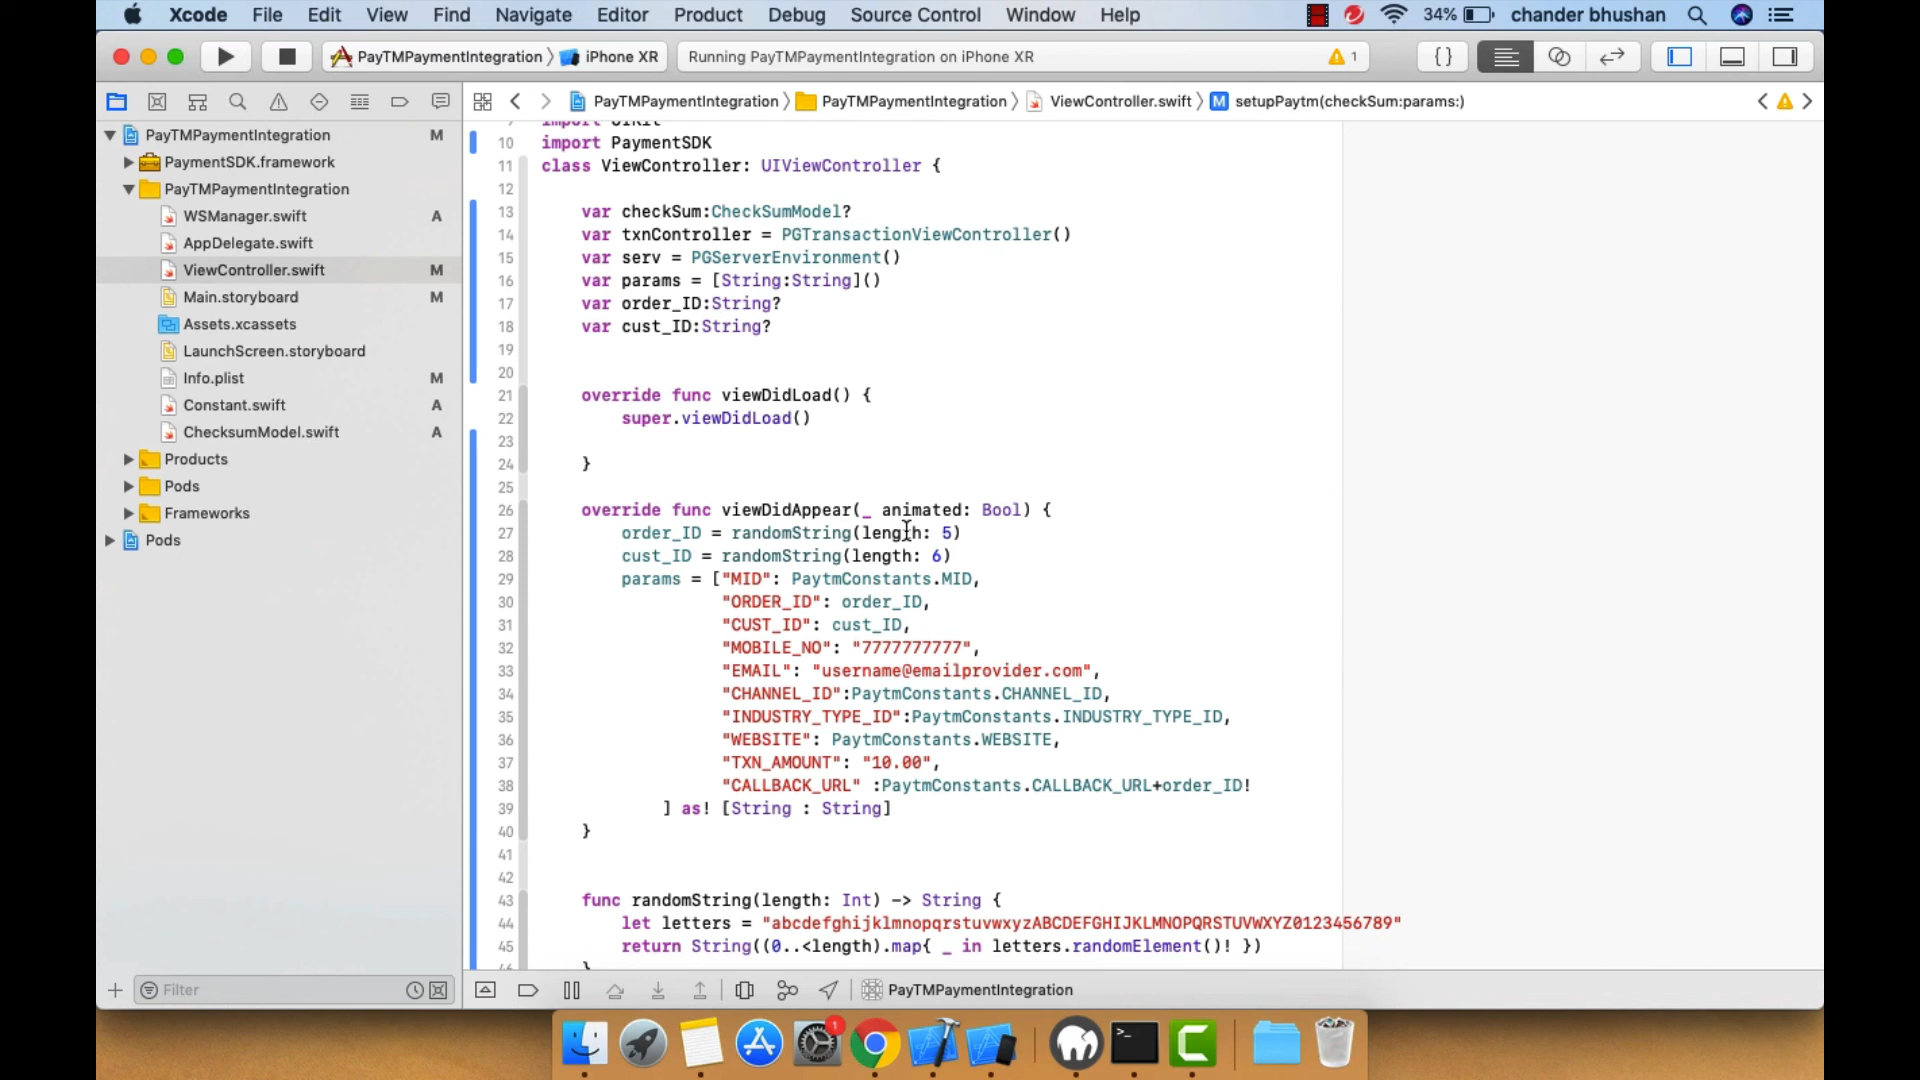 Xcode File Edit View Find Navigate Editor Product Debug Source Control Window Help 34% chander bhushan
PayTMPaymentIntegration iPhone XR Running PayTMPaymentIntegration on iPhone XR 1 {}
PayTMPaymentIntegration PayTMPaymentIntegration ViewController.swift M setupPaytm(checkSum:params:)
PayTMPaymentIntegration M
PaymentSDK.framework
PayTMPaymentIntegration
WSManager.swift A
AppDelegate.swift
ViewController.swift M
Main.storyboard M
Assets.xcassets
LaunchScreen.storyboard
Info.plist M
Constant.swift A
ChecksumModel.swift A
Products
Pods
Frameworks
Pods
9 import UIKit
10 import PaymentSDK
11 class ViewController: UIViewController {
12
13 var checkSum:CheckSumModel?
14 var txnController = PGTransactionViewController()
15 var serv = PGServerEnvironment()
16 var params = [String:String]()
17 var order_ID:String?
18 var cust_ID:String?
19
20
21 override func viewDidLoad() {
22 super.viewDidLoad()
23
24 }
25
26 override func viewDidAppear(_ animated: Bool) {
27 order_ID = randomString(length: 5)
28 cust_ID = randomString(length: 6)
29 params = ["MID": PaytmConstants.MID,
30 "ORDER_ID": order_ID,
31 "CUST_ID": cust_ID,
32 "MOBILE_NO": "7777777777",
33 "EMAIL": "username@emailprovider.com",
34 "CHANNEL_ID":PaytmConstants.CHANNEL_ID,
35 "INDUSTRY_TYPE_ID":PaytmConstants.INDUSTRY_TYPE_ID,
36 "WEBSITE": PaytmConstants.WEBSITE,
37 "TXN_AMOUNT": "10.00",
38 "CALLBACK_URL" :PaytmConstants.CALLBACK_URL+order_ID!
39 ] as! [String : String]
40 }
41
42
43 func randomString(length: Int) -> String {
44 let letters = "abcdefghijklmnopqrstuvwxyzABCDEFGHIJKLMNOPQRSTUVWXYZ0123456789"
45 return String((0..<length).map{ _ in letters.randomElement()! })
46 }
Filter PayTMPaymentIntegration
1